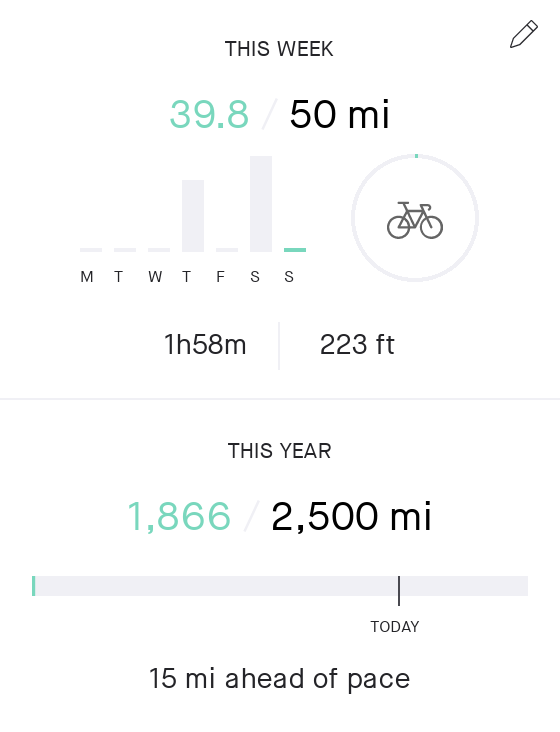 THIS WEEK
39.8 / 50 mi
M T W T F S S
1h58m 223 ft
THIS YEAR
1,866 / 2,500 mi
TODAY
15 mi ahead of pace